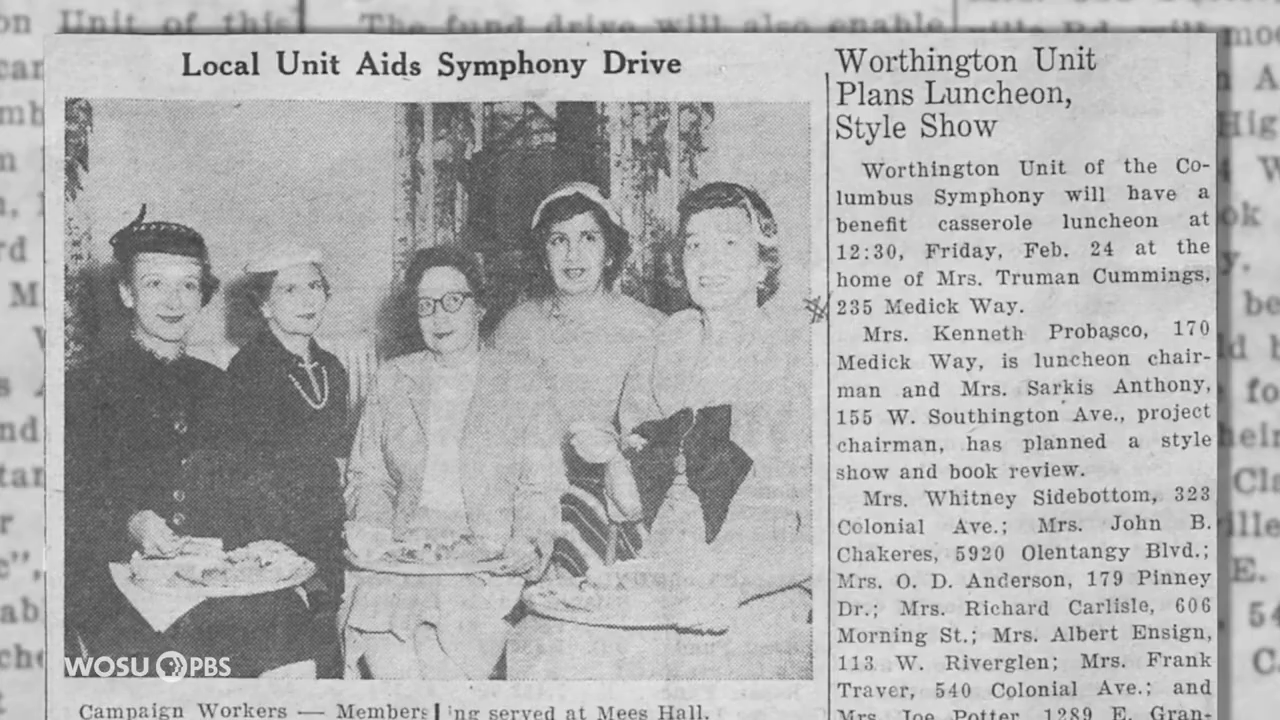 Local Unit Aids Symphony Drive
Campaign Workers — Members ing served at Mees Hall.
Worthington Unit
Plans Luncheon,
Style Show
Worthington Unit of the Co-
lumbus Symphony will have a
benefit casserole luncheon at
12:30, Friday, Feb. 24 at the
home of Mrs. Truman Cummings,
235 Medick Way.
Mrs. Kenneth Probasco, 170
Medick Way, is luncheon chair-
man and Mrs. Sarkis Anthony,
155 W. Southington Ave., project
chairman, has planned a style
show and book review.
Mrs. Whitney Sidebottom, 323
Colonial Ave.; Mrs. John B.
Chakeres, 5920 Olentangy Blvd.;
Mrs. O. D. Anderson, 179 Pinney
Dr.; Mrs. Richard Carlisle, 606
Morning St.; Mrs. Albert Ensign,
113 W. Riverglen; Mrs. Frank
Traver, 540 Colonial Ave.; and
Mrs. Joe Potter, 1289 E. Gran-
on Unit of this
The fund drive will also enable
WOSU PBS